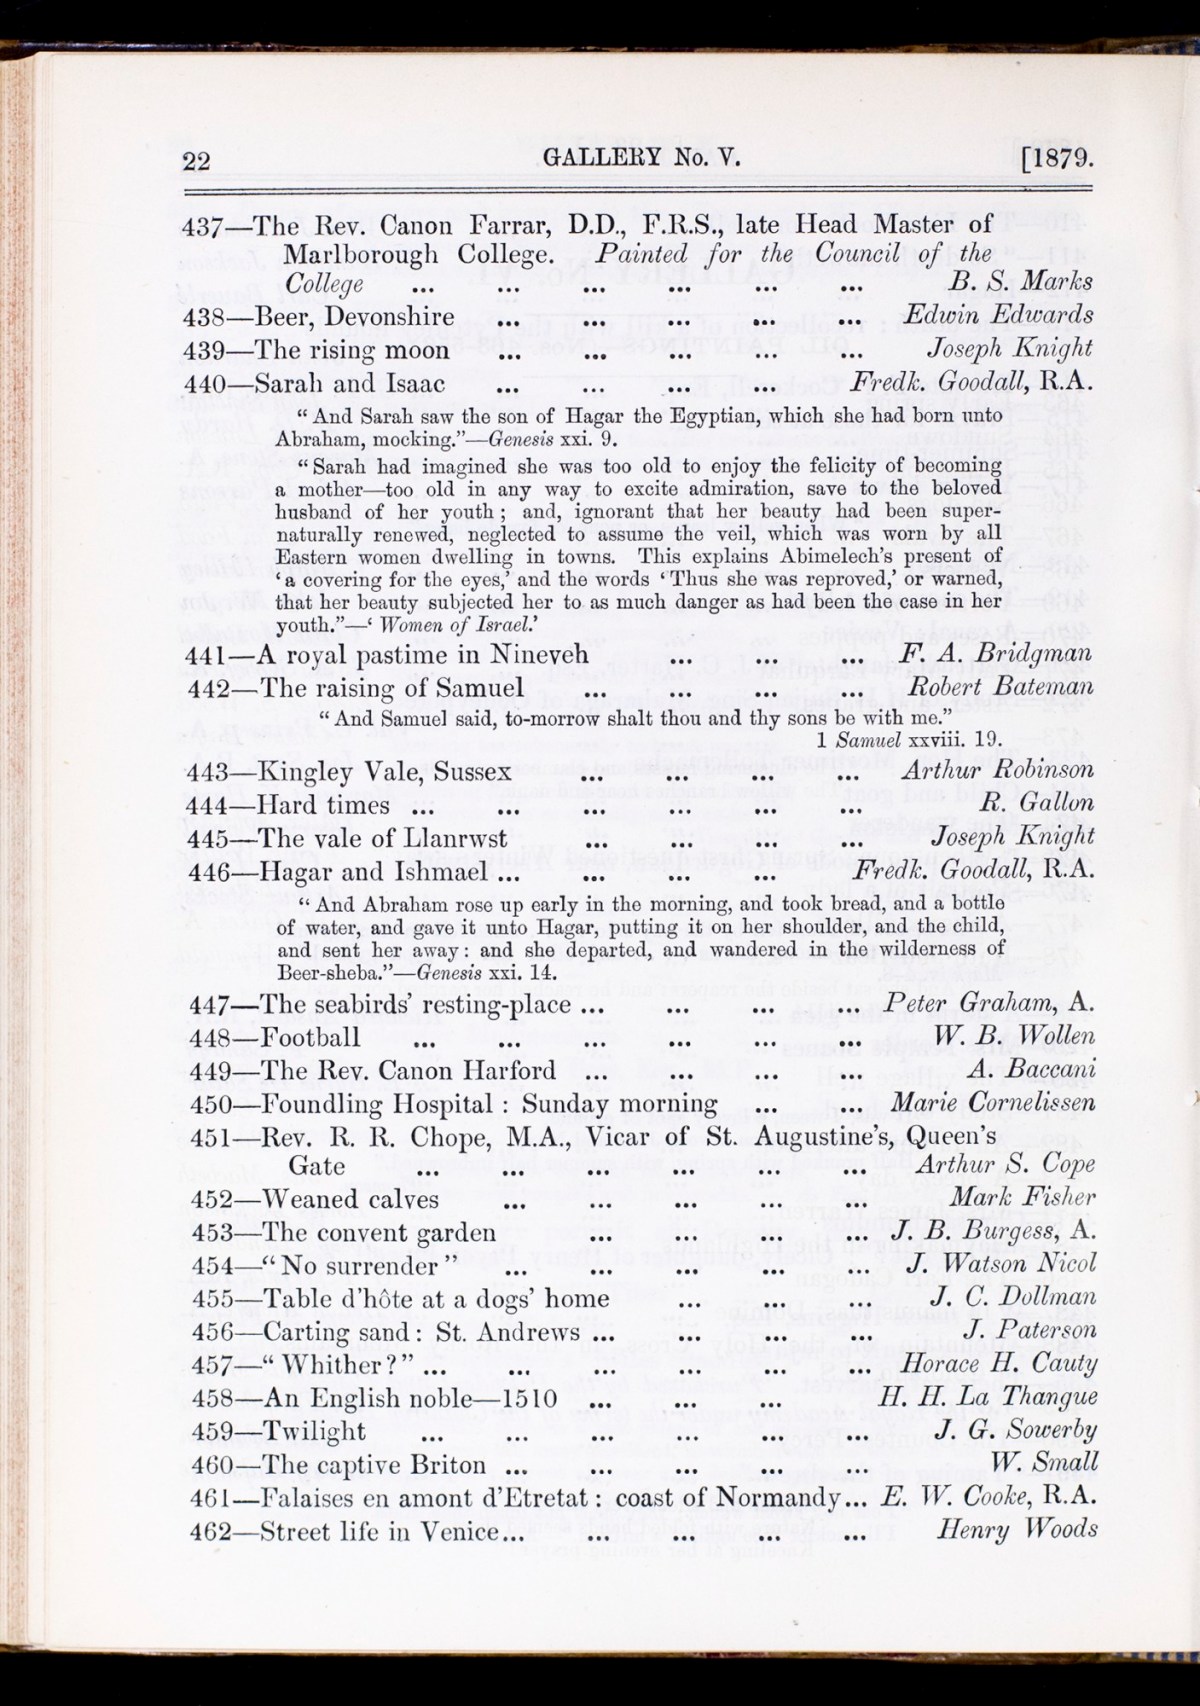 22 GALLERY No. V. [1879.
437—The Rev. Canon Farrar, D.D., F.R.S., late Head Master of
Marlborough College. Painted for the Council of the
College ... ... ... ... ... ... B. S. Marks
438—Beer, Devonshire ... ... ... ... ... Edwin Edwards
439—The rising moon ... ... ... ... ... Joseph Knight
440—Sarah and Isaac ... ... ... ... Fredk. Goodall, R.A.
“ And Sarah saw the son of Hagar the Egyptian, which she had born unto
Abraham, mocking.”—Genesis xxi. 9.
“ Sarah had imagined she was too old to enjoy the felicity of becoming
a mother—too old in any way to excite admiration, save to the beloved
husband of her youth ; and, ignorant that her beauty had been super-
naturally renewed, neglected to assume the veil, which was worn by all
Eastern women dwelling in towns. This explains Abimelech’s present of
‘ a covering for the eyes,’ and the words ‘ Thus she was reproved,’ or warned,
that her beauty subjected her to as much danger as had been the case in her
youth.”—‘ Women of Israel.’
441—A royal pastime in Nineveh ... ... ... F. A. Bridgman
442—The raising of Samuel ... ... ... ... Robert Bateman
“ And Samuel said, to-morrow shalt thou and thy sons be with me.”
1 Samuel xxviii. 19.
443—Kingley Vale, Sussex ... ... ... ... Arthur Robinson
444—Hard times ... ... ... ... ... ... R. Gallon
445—The vale of Llanrwst ... ... ... ... Joseph Knight
446—Hagar and Ishmael ... ... ... ... Fredk. Goodall, R.A.
“ And Abraham rose up early in the morning, and took bread, and a bottle
of water, and gave it unto Hagar, putting it on her shoulder, and the child,
and sent her away : and she departed, and wandered in the wilderness of
Beer-sheba.”—Genesis xxi. 14.
447—The seabirds’ resting-place ... ... ... ... Peter Graham, A.
448—Football ... ... ... ... ... ... W. B. Wollen
449—The Rev. Canon Harford ... ... ... ... A. Baccani
450—Foundling Hospital : Sunday morning ... ... Marie Cornelissen
451—Rev. R. R. Chope, M.A., Vicar of St. Augustine’s, Queen’s
Gate ... ... ... ... ... ... Arthur S. Cope
452—Weaned calves ... ... ... ... ... Mark Fisher
453—The convent garden ... ... ... ... J. B. Burgess, A.
454—“ No surrender ” ... ... ... ... ... J. Watson Nicol
455—Table d’hôte at a dogs’ home ... ... ... J. C. Dollman
456—Carting sand : St. Andrews ... ... ... ... J. Paterson
457—“ Whither ? ” ... ... ... ... ... ... Horace H. Cauty
458—An English noble—1510 ... ... ... H. H. La Thangue
459—Twilight ... ... ... ... ... ... J. G. Sowerby
460—The captive Briton ... ... ... ... ... W. Small
461—Falaises en amont d’Etretat : coast of Normandy ... E. W. Cooke, R.A.
462—Street life in Venice ... ... ... ... ... Henry Woods